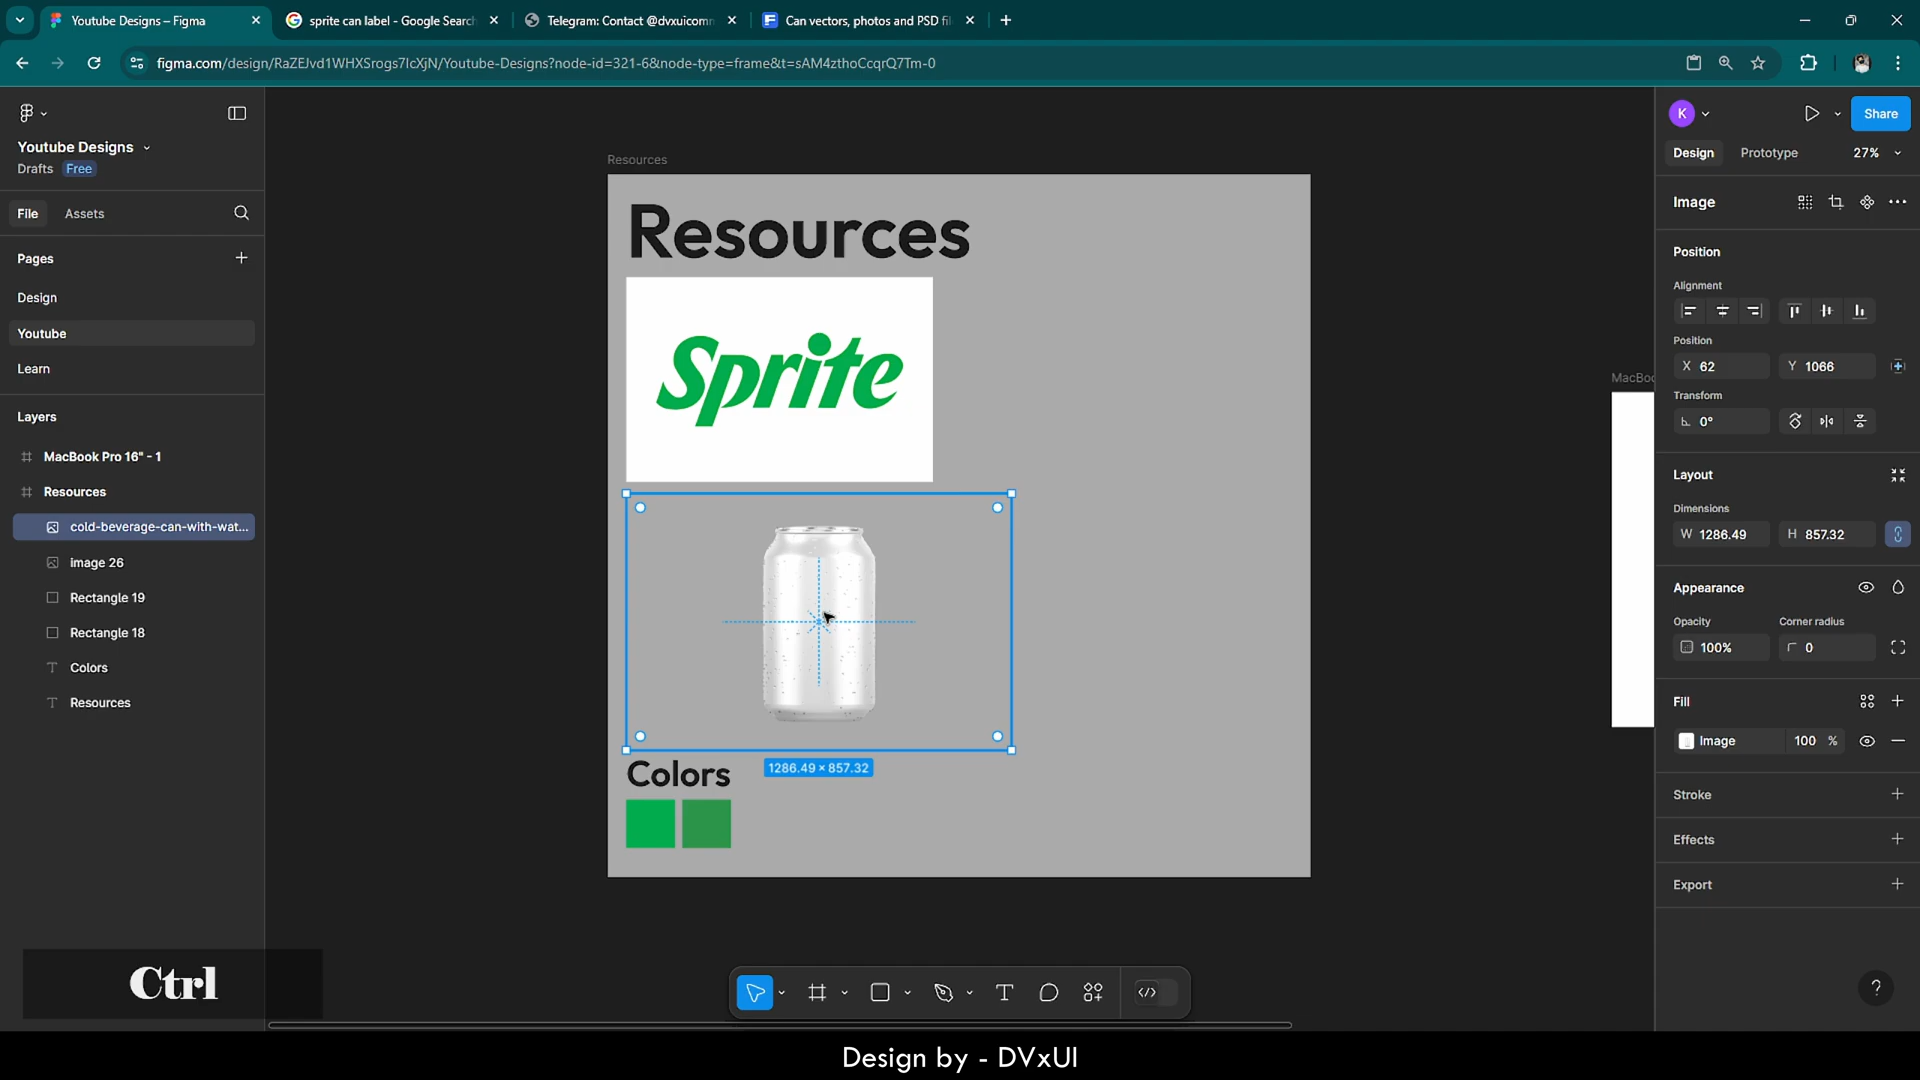 Youtube Designs – Figma
sprite can label - Google Search
Telegram: Contact @dvxuicomm
Can vectors, photos and PSD fil
figma.com/design/RaZEJvd1WHXSrogs7IcXjN/Youtube-Designs?node-id=321-6&node-type=frame&t=sAM4zthoCcqrQ7Tm-0
Youtube Designs
Drafts Free
File Assets
Pages
Design
Youtube
Learn
Layers
MacBook Pro 16" - 1
Resources
cold-beverage-can-with-wat...
image 26
Rectangle 19
Rectangle 18
Colors
Resources
Resources
Resources
Sprite
1286.49 × 857.32
Colors
MacBoo
K
Share
Design Prototype 27%
Image
Position
Alignment
Position
X 62 Y 1066
Transform
0°
Layout
Dimensions
W 1286.49 H 857.32
Appearance
Opacity Corner radius
100% 0
Fill
Image 100 %
Stroke
Effects
Export
?
Ctrl
Design by - DVxUI